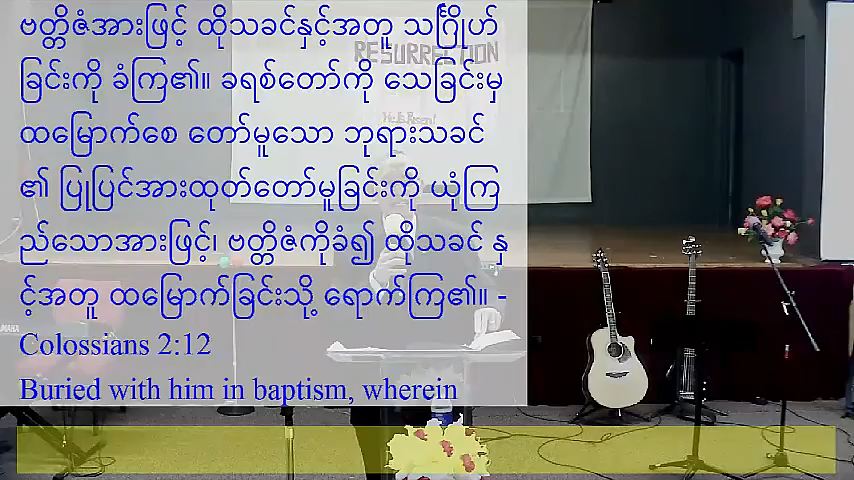 ဗတ္တိဇံအားဖြင့် ထိုသခင်နှင့်အတူ သင်္ဂြိုဟ်
ခြင်းကို ခံကြ၏။ ခရစ်တော်ကို သေခြင်းမှ
ထမြောက်စေ တော်မူသော ဘုရားသခင်
၏ ပြုပြင်အားထုတ်တော်မူခြင်းကို ယုံကြ
ည်သောအားဖြင့်၊ ဗတ္တိဇံကိုခံ၍ ထိုသခင် နှ
င့်အတူ ထမြောက်ခြင်းသို့ ရောက်ကြ၏။ -
Colossians 2:12
Buried with him in baptism, wherein
RESURRECTION
He Is Risen!
YAMAHA